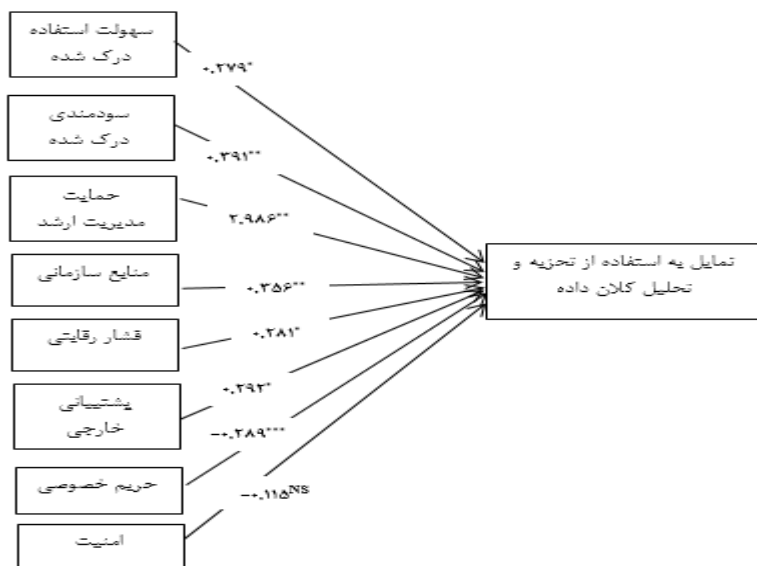 سهولت استفاده
درک شده
۰.۲۷۹*
سودمندی
درک شده
۰.۳۹۱**
حمایت
مدیریت ارشد
۲.۹۸۶**
منابع سازمانی
۰.۳۵۶**
فشار رقابتی
۰.۲۸۱*
پشتیبانی
خارجی
۰.۲۹۲*
حریم خصوصی
-۰.۲۸۹***
امنیت
-۰.۱۱۵NS
تمایل به استفاده از تجزیه و
تحلیل کلان داده